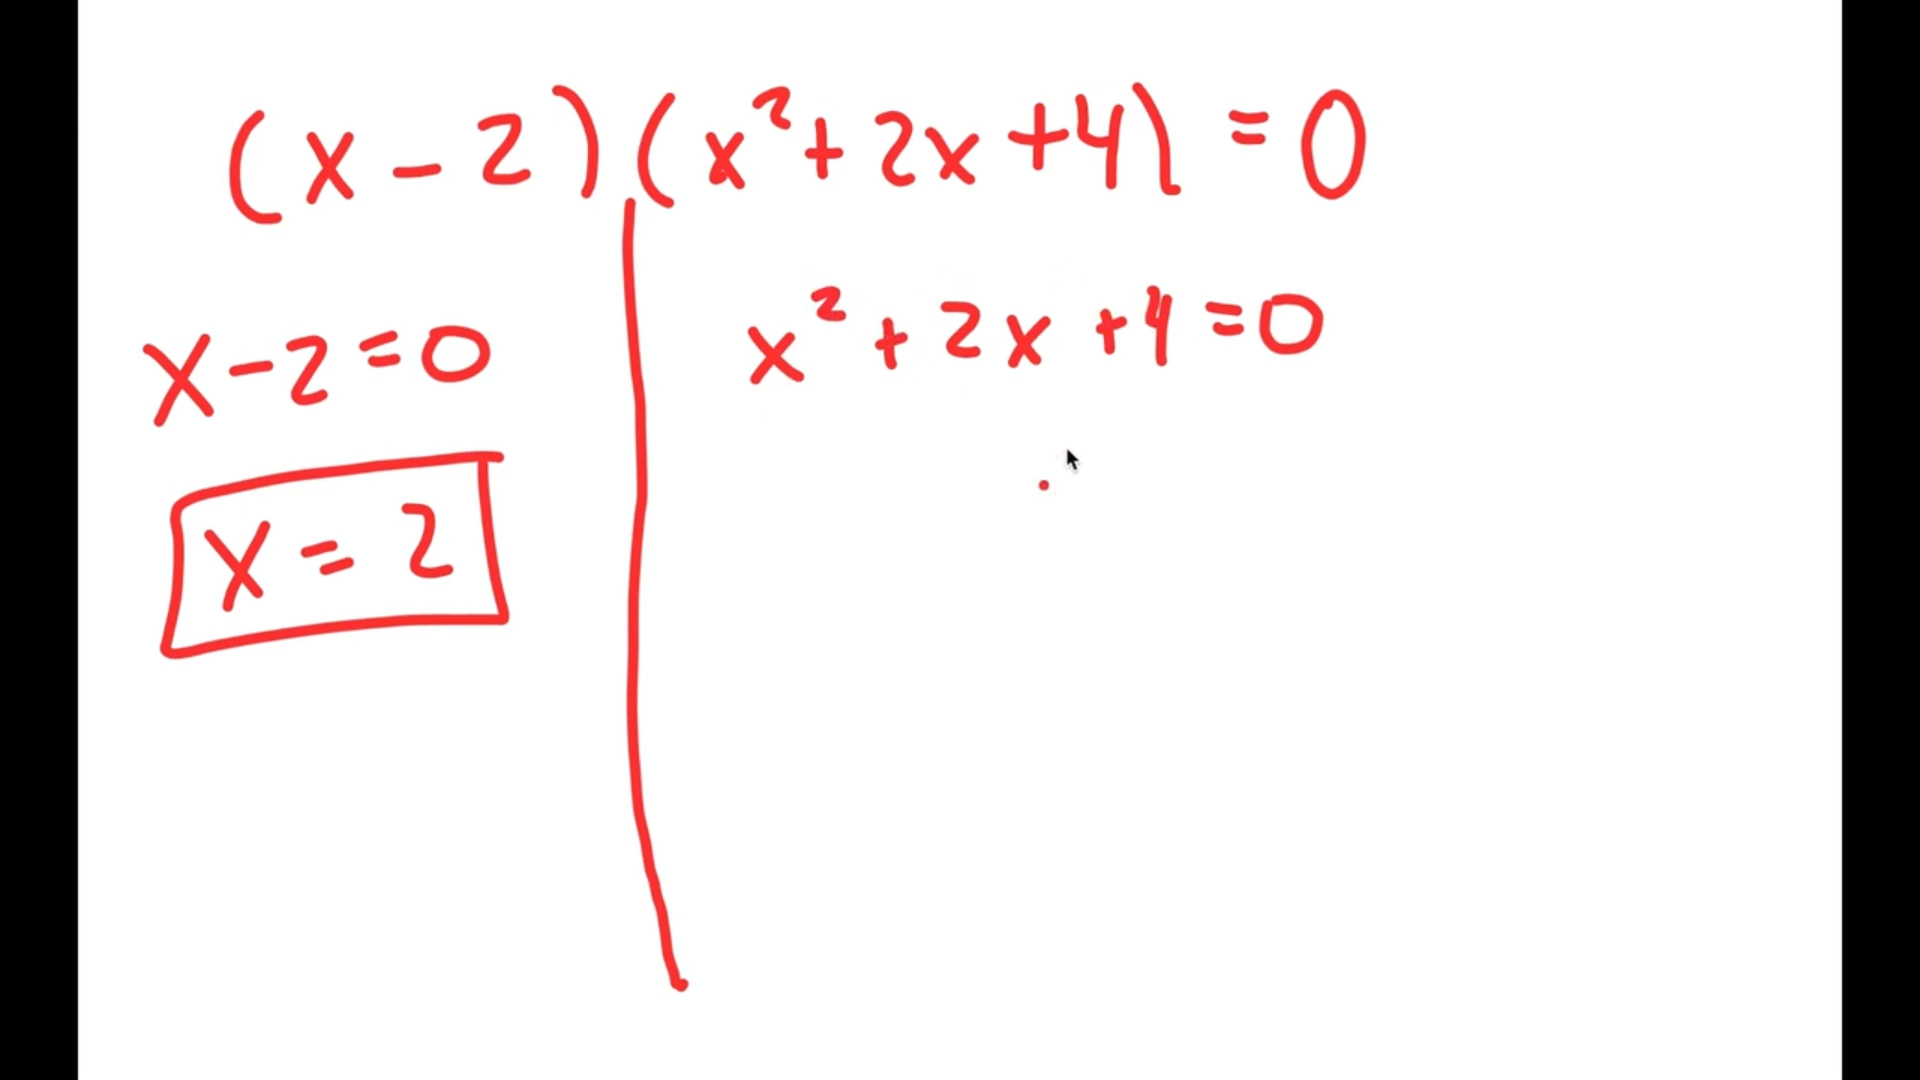 (x - 2)(x² + 2x + 4) = 0
x - 2 = 0
x = 2
x² + 2x + 4 = 0